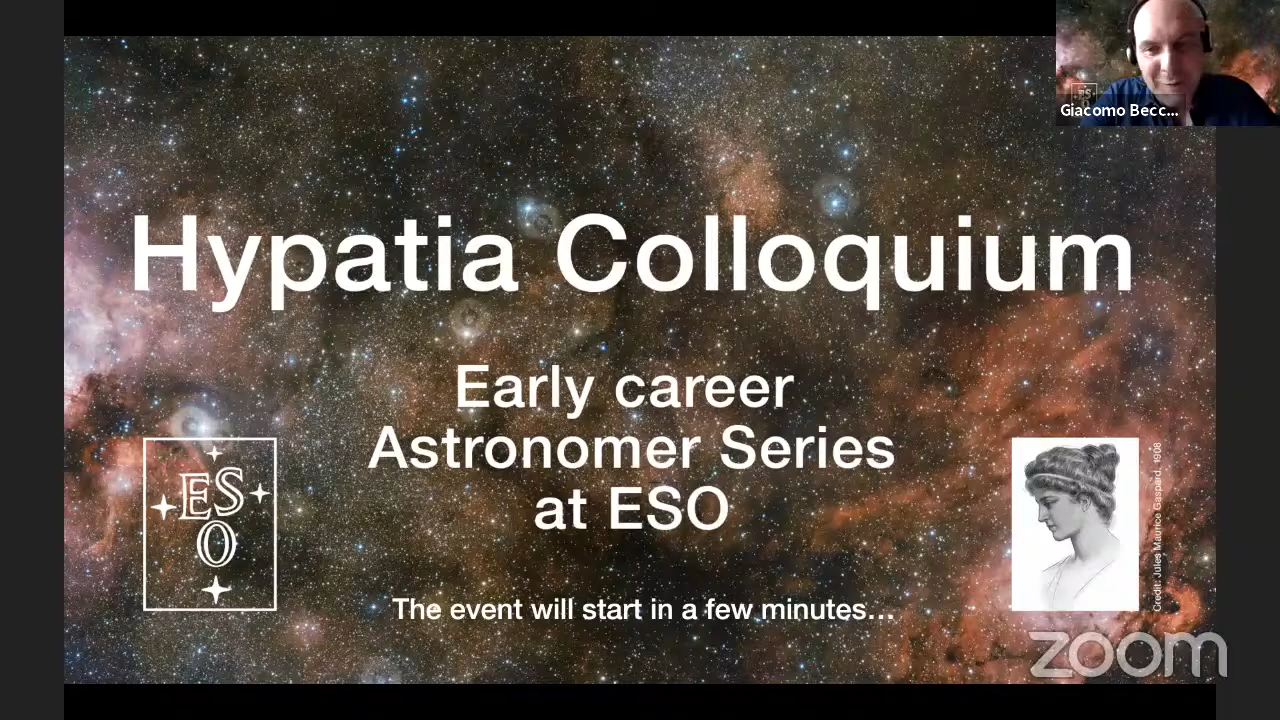 Giacomo Becc...
Hypatia Colloquium
Early career
Astronomer Series
at ESO
ES
O
Credit: Jules Maurice Gaspard, 1908
The event will start in a few minutes...
zoom